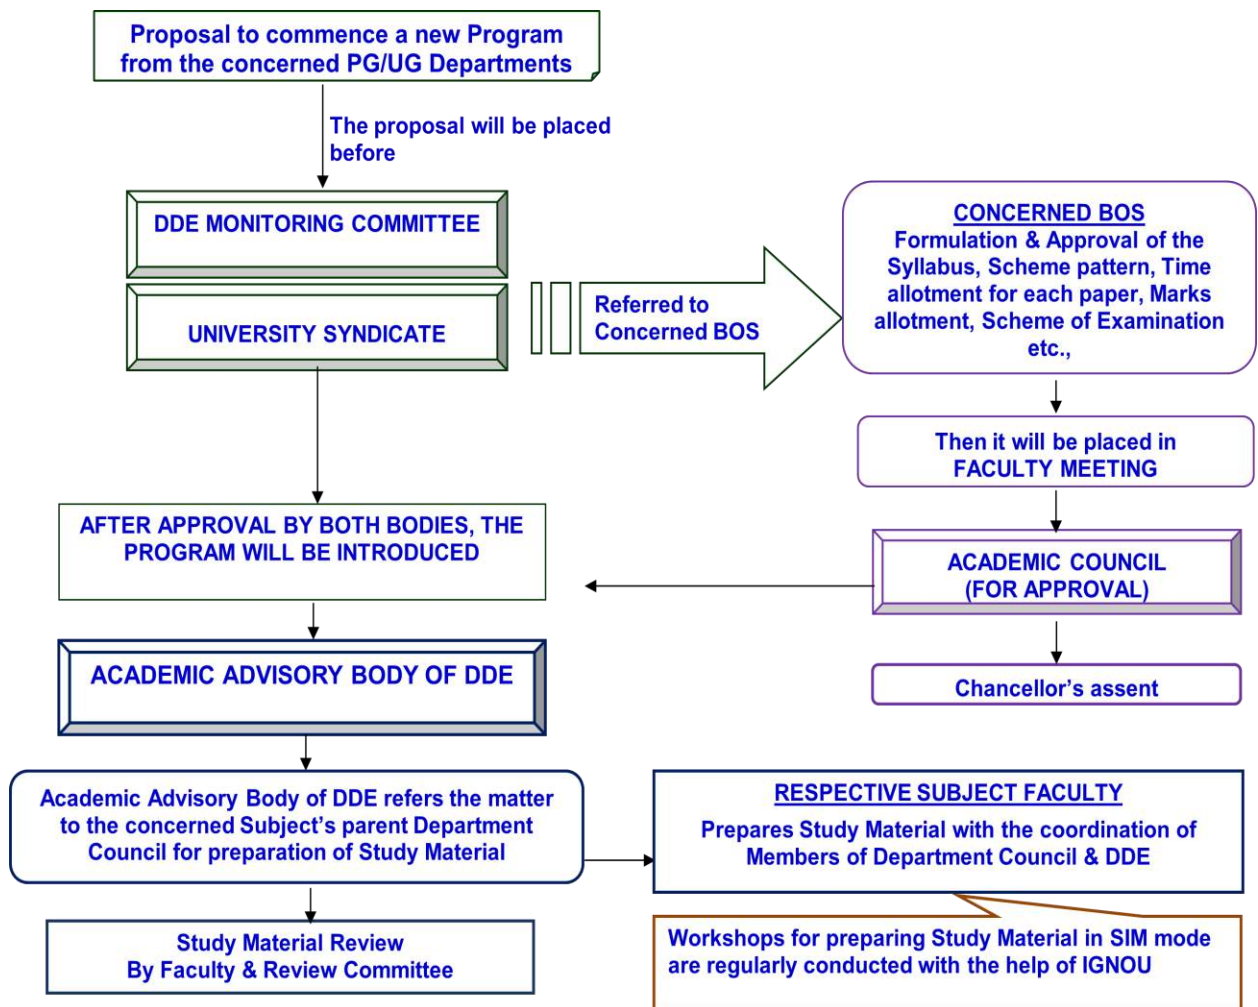 Proposal to commence a new Program
from the concerned PG/UG Departments
The proposal will be placed
before
DDE MONITORING COMMITTEE
UNIVERSITY SYNDICATE
Referred to
Concerned BOS
CONCERNED BOS
Formulation & Approval of the
Syllabus, Scheme pattern, Time
allotment for each paper, Marks
allotment, Scheme of Examination
etc.,
Then it will be placed in
FACULTY MEETING
ACADEMIC COUNCIL
(FOR APPROVAL)
Chancellor's assent
AFTER APPROVAL BY BOTH BODIES, THE
PROGRAM WILL BE INTRODUCED
ACADEMIC ADVISORY BODY OF DDE
Academic Advisory Body of DDE refers the matter
to the concerned Subject's parent Department
Council for preparation of Study Material
RESPECTIVE SUBJECT FACULTY
Prepares Study Material with the coordination of
Members of Department Council & DDE
Study Material Review
By Faculty & Review Committee
Workshops for preparing Study Material in SIM mode
are regularly conducted with the help of IGNOU